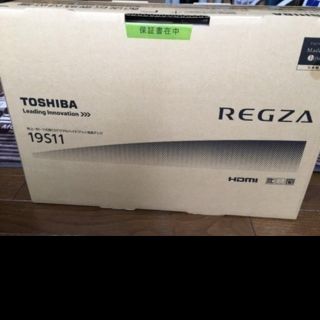 保証書在中
TOSHIBA
Leading Innovation >>>
REGZA
19S11
HDMI